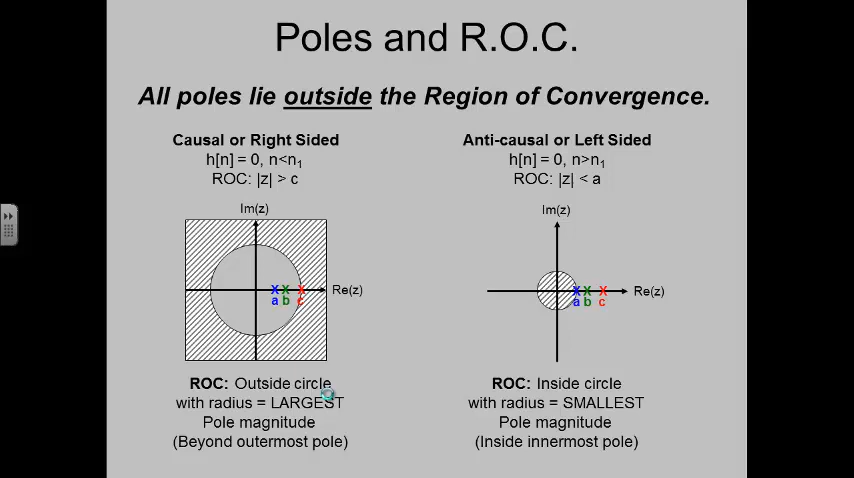 Poles and R.O.C.
All poles lie outside the Region of Convergence.
Causal or Right Sided
h[n] = 0, n<n₁
ROC: |z| > c
Im(z)
Re(z)
a b c
ROC: Outside circle
with radius = LARGEST
Pole magnitude
(Beyond outermost pole)
Anti-causal or Left Sided
h[n] = 0, n>n₁
ROC: |z| < a
Im(z)
Re(z)
a b c
ROC: Inside circle
with radius = SMALLEST
Pole magnitude
(Inside innermost pole)